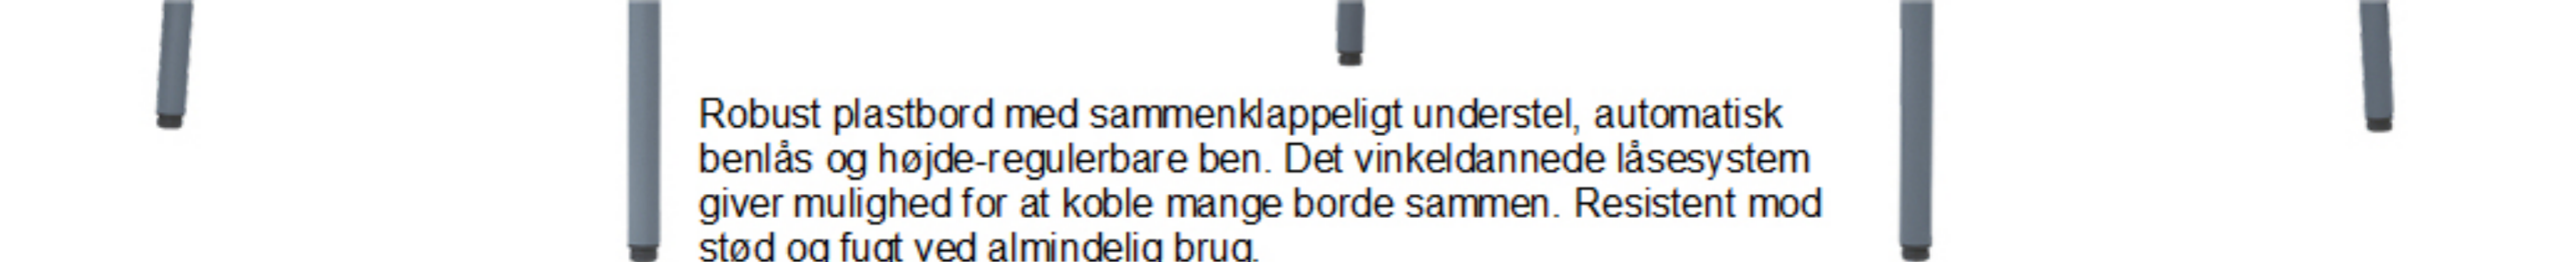 Robust plastbord med sammenklappeligt understel, automatisk
benlås og højde-regulerbare ben. Det vinkeldannede låsesystem
giver mulighed for at koble mange borde sammen. Resistent mod
stød og fugt ved almindelig brug.